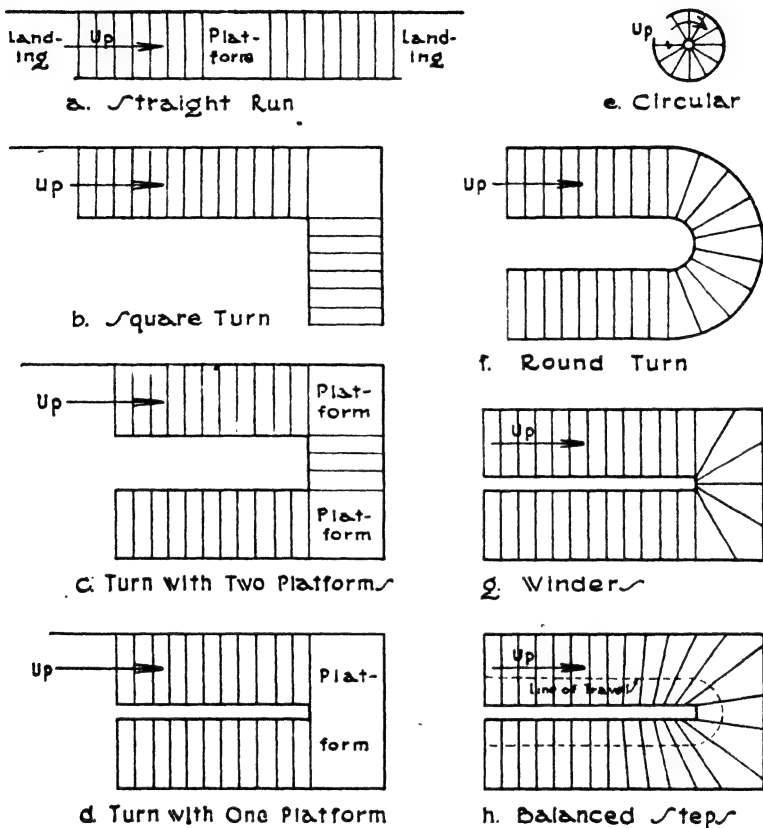 Land-
ing
Up
Plat-
form
Land-
ing
a. Straight Run
Up
e. Circular
Up
b. Square Turn
Up
f. Round Turn
Up
Plat-
form
Plat-
form
c. Turn with Two Platforms
Up
g. Winders
Up
Plat-
form
d. Turn with One Platform
Up
Line of Travel
h. Balanced Steps